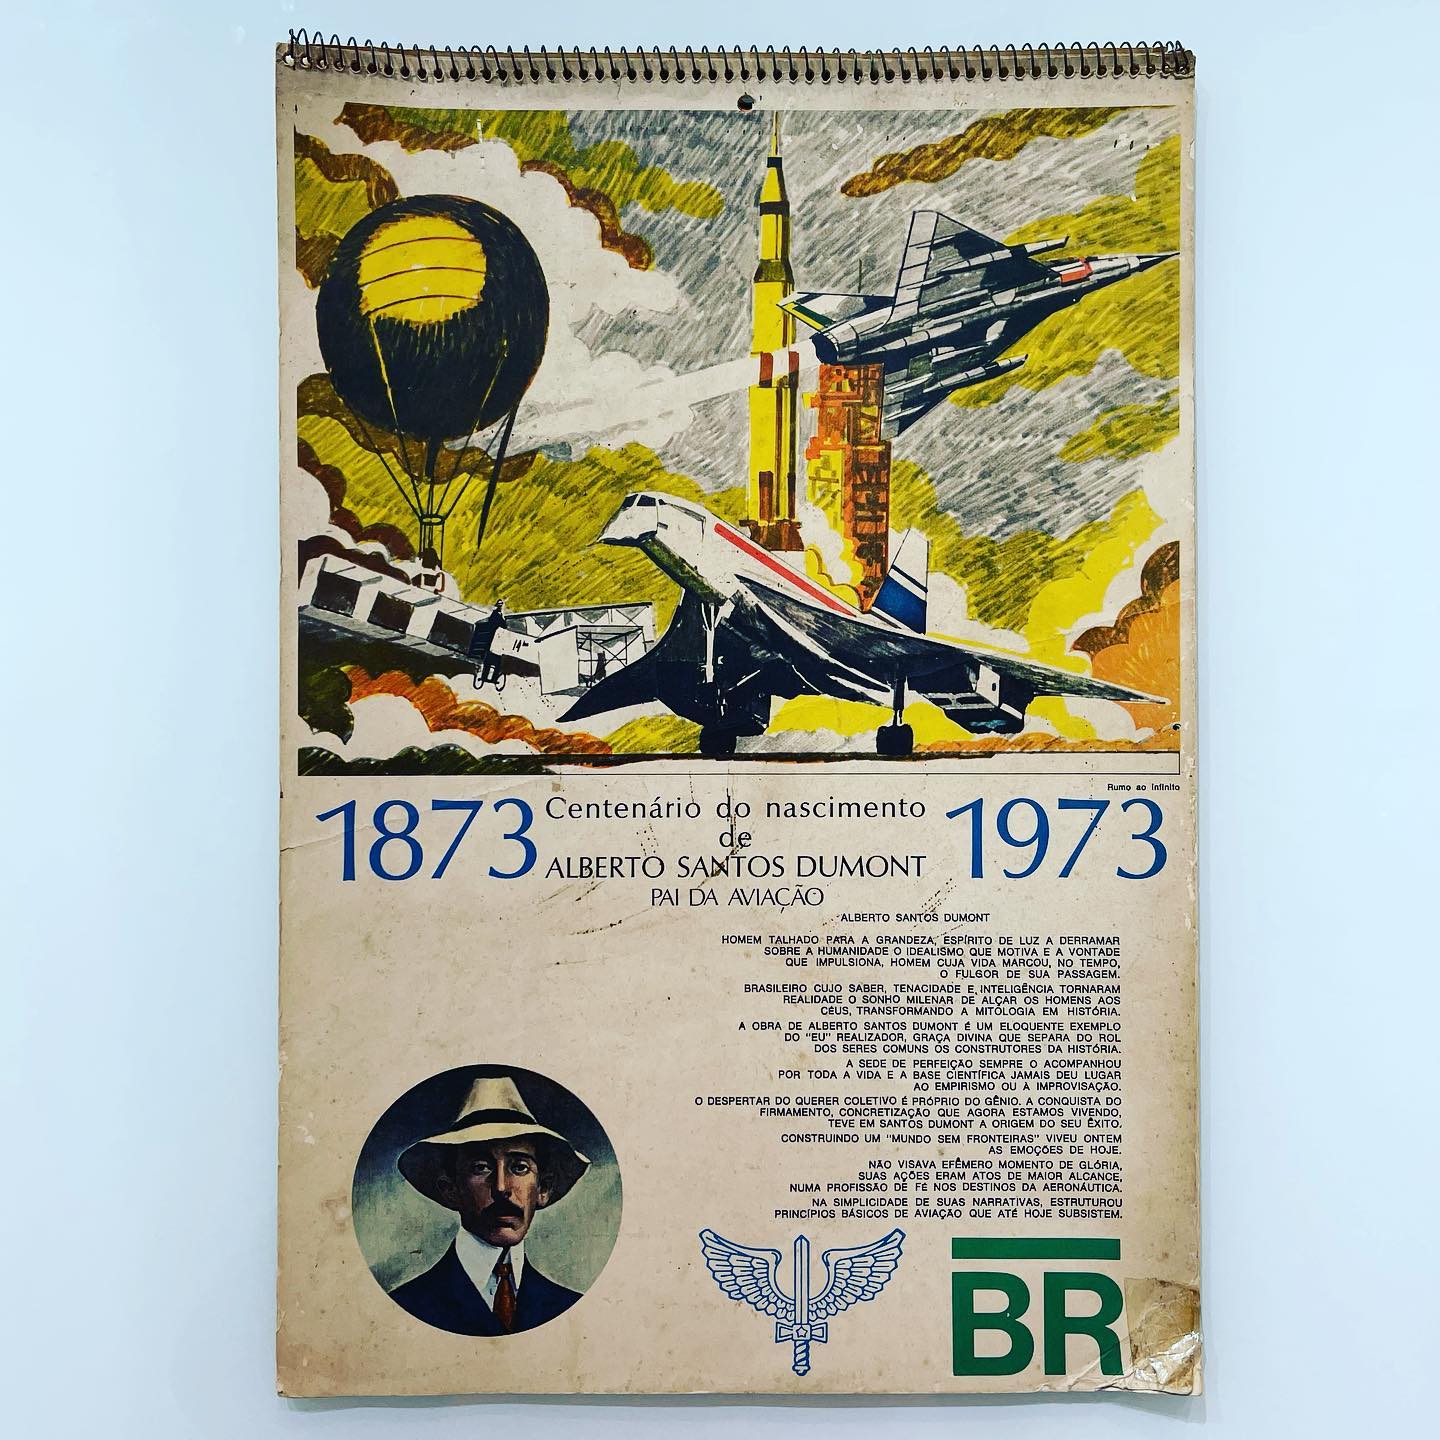 Rumo ao Infinito
1873 Centenário do nascimento 1973
de
ALBERTO SANTOS DUMONT
PAI DA AVIAÇÃO
ALBERTO SANTOS DUMONT
HOMEM TALHADO PARA A GRANDEZA, ESPÍRITO DE LUZ A DERRAMAR
SOBRE A HUMANIDADE O IDEALISMO QUE MOTIVA E A VONTADE
QUE IMPULSIONA, HOMEM CUJA VIDA MARCOU, NO TEMPO,
O FULGOR DE SUA PASSAGEM.
BRASILEIRO CUJO SABER, TENACIDADE E INTELIGÊNCIA TORNARAM
REALIDADE O SONHO MILENAR DE ALÇAR OS HOMENS AOS
CÉUS, TRANSFORMANDO A MITOLOGIA EM HISTÓRIA.
A OBRA DE ALBERTO SANTOS DUMONT É UM ELOQUENTE EXEMPLO
DO "EU" REALIZADOR, GRAÇA DIVINA QUE SEPARA DO ROL
DOS SERES COMUNS OS CONSTRUTORES DA HISTÓRIA.
A SEDE DE PERFEIÇÃO SEMPRE O ACOMPANHOU
POR TODA A VIDA E A BASE CIENTÍFICA JAMAIS DEU LUGAR
AO EMPIRISMO OU À IMPROVISAÇÃO.
O DESPERTAR DO QUERER COLETIVO É PRÓPRIO DO GÊNIO. A CONQUISTA DO
FIRMAMENTO, CONCRETIZAÇÃO QUE AGORA ESTAMOS VIVENDO,
TEVE EM SANTOS DUMONT A ORIGEM DO SEU ÊXITO.
CONSTRUINDO UM "MUNDO SEM FRONTEIRAS" VIVEU ONTEM
AS EMOÇÕES DE HOJE.
NÃO VISAVA EFÊMERO MOMENTO DE GLÓRIA,
SUAS AÇÕES ERAM ATOS DE MAIOR ALCANCE,
NUMA PROFISSÃO DE FÉ NOS DESTINOS DA AERONÁUTICA.
NA SIMPLICIDADE DE SUAS NARRATIVAS, ESTRUTUROU
PRINCÍPIOS BÁSICOS DE AVIAÇÃO QUE ATÉ HOJE SUBSISTEM.
BR